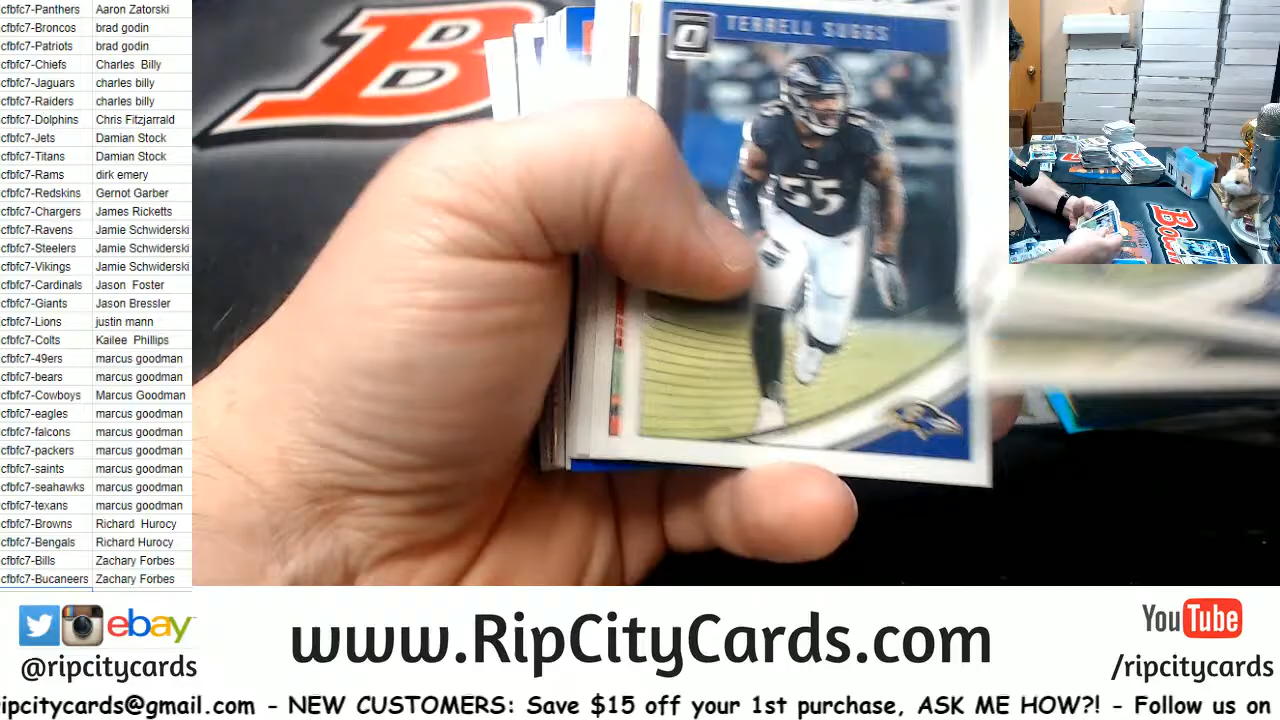 cfbfc7-Panthers Aaron Zatorski
cfbfc7-Broncos brad godin
cfbfc7-Patriots brad godin
cfbfc7-Chiefs Charles Billy
cfbfc7-Jaguars charles billy
cfbfc7-Raiders charles billy
cfbfc7-Dolphins Chris Fitzjarrald
cfbfc7-Jets Damian Stock
cfbfc7-Titans Damian Stock
cfbfc7-Rams dirk emery
cfbfc7-Redskins Gernot Garber
cfbfc7-Chargers James Ricketts
cfbfc7-Ravens Jamie Schwiderski
cfbfc7-Steelers Jamie Schwiderski
cfbfc7-Vikings Jamie Schwiderski
cfbfc7-Cardinals Jason Foster
cfbfc7-Giants Jason Bressler
cfbfc7-Lions justin mann
cfbfc7-Colts Kailee Phillips
cfbfc7-49ers marcus goodman
cfbfc7-bears marcus goodman
cfbfc7-Cowboys Marcus Goodman
cfbfc7-eagles marcus goodman
cfbfc7-falcons marcus goodman
cfbfc7-packers marcus goodman
cfbfc7-saints marcus goodman
cfbfc7-seahawks marcus goodman
cfbfc7-texans marcus goodman
cfbfc7-Browns Richard Hurocy
cfbfc7-Bengals Richard Hurocy
cfbfc7-Bills Zachary Forbes
cfbfc7-Bucaneers Zachary Forbes
TERRELL SUGGS
55
ebay
@ripcitycards
www.RipCityCards.com
YouTube
/ripcitycards
ripcitycards@gmail.com - NEW CUSTOMERS: Save $15 off your 1st purchase, ASK ME HOW?! - Follow us on